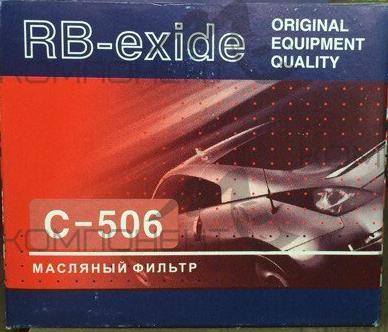 RB-exide
ORIGINAL
EQUIPMENT
QUALITY
C-506
МАСЛЯНЫЙ ФИЛЬТР